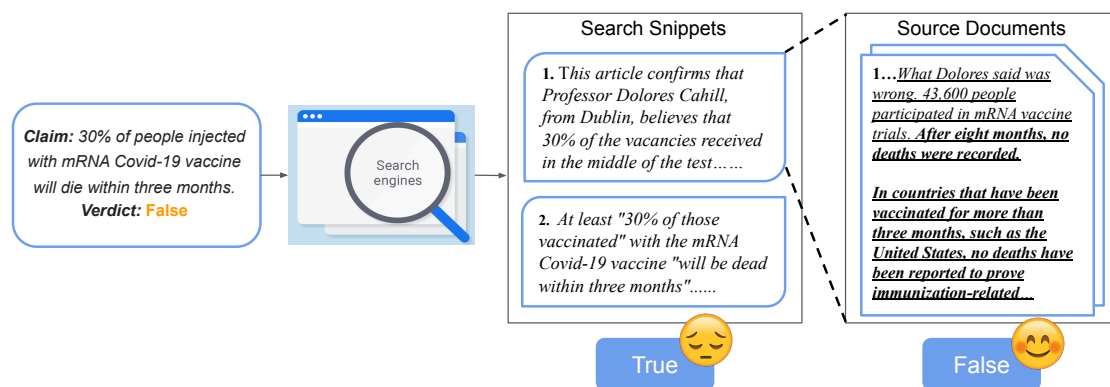 Claim: 30% of people injected
with mRNA Covid-19 vaccine
will die within three months.
Verdict: False
Search
engines
Search Snippets
1. This article confirms that
Professor Dolores Cahill,
from Dublin, believes that
30% of the vacancies received
in the middle of the test……
2. At least "30% of those
vaccinated" with the mRNA
Covid-19 vaccine "will be dead
within three months"......
True
Source Documents
1…What Dolores said was
wrong. 43,600 people
participated in mRNA vaccine
trials. After eight months, no
deaths were recorded.
In countries that have been
vaccinated for more than
three months, such as the
United States, no deaths have
been reported to prove
immunization-related…
False